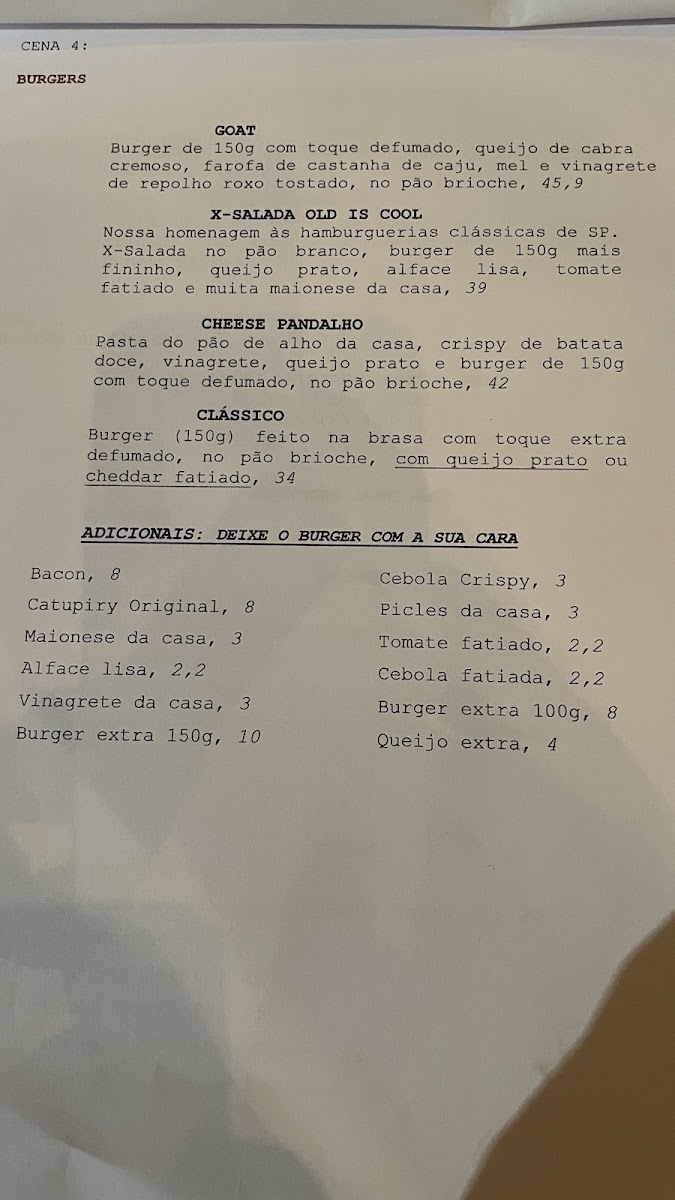 CENA 4:
BURGERS
GOAT
Burger de 150g com toque defumado, queijo de cabra
cremoso, farofa de castanha de caju, mel e vinagrete
de repolho roxo tostado, no pão brioche, 45,9
X-SALADA OLD IS COOL
Nossa homenagem às hamburguerias clássicas de SP.
X-Salada no pão branco, burger de 150g mais
fininho, queijo prato, alface lisa, tomate
fatiado e muita maionese da casa, 39
CHEESE PANDALHO
Pasta do pão de alho da casa, crispy de batata
doce, vinagrete, queijo prato e burger de 150g
com toque defumado, no pão brioche, 42
CLÁSSICO
Burger (150g) feito na brasa com toque extra
defumado, no pão brioche, com queijo prato ou
cheddar fatiado, 34
ADICIONAIS: DEIXE O BURGER COM A SUA CARA
Bacon, 8
Catupiry Original, 8
Maionese da casa, 3
Alface lisa, 2,2
Vinagrete da casa, 3
Burger extra 150g, 10
Cebola Crispy, 3
Picles da casa, 3
Tomate fatiado, 2,2
Cebola fatiada, 2,2
Burger extra 100g, 8
Queijo extra, 4